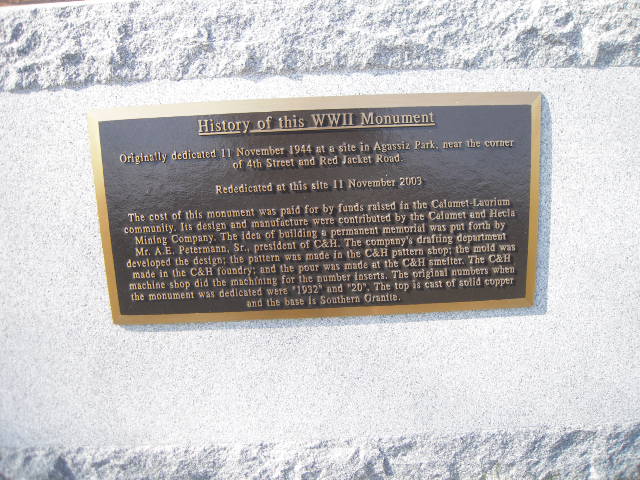 History of this WWII Monument
Originally dedicated 11 November 1944 at a site in Agassiz Park, near the corner
of 4th Street and Red Jacket Road.
Rededicated at this site 11 November 2003
The cost of this monument was paid for by funds raised in the Calumet-Laurium
community. Its design and manufacture were contributed by the Calumet and Hecla
Mining Company. The idea of building a permanent memorial was put forth by
Mr. A.E. Petermann, Sr., president of C&H. The company's drafting department
developed the design; the pattern was made in the C&H pattern shop; the mold was
made in the C&H foundry; and the pour was made at the C&H smelter. The C&H
machine shop did the machining for the number inserts. The original numbers when
the monument was dedicated were "1932" and "20". The top is cast of solid copper
and the base is Southern Granite.